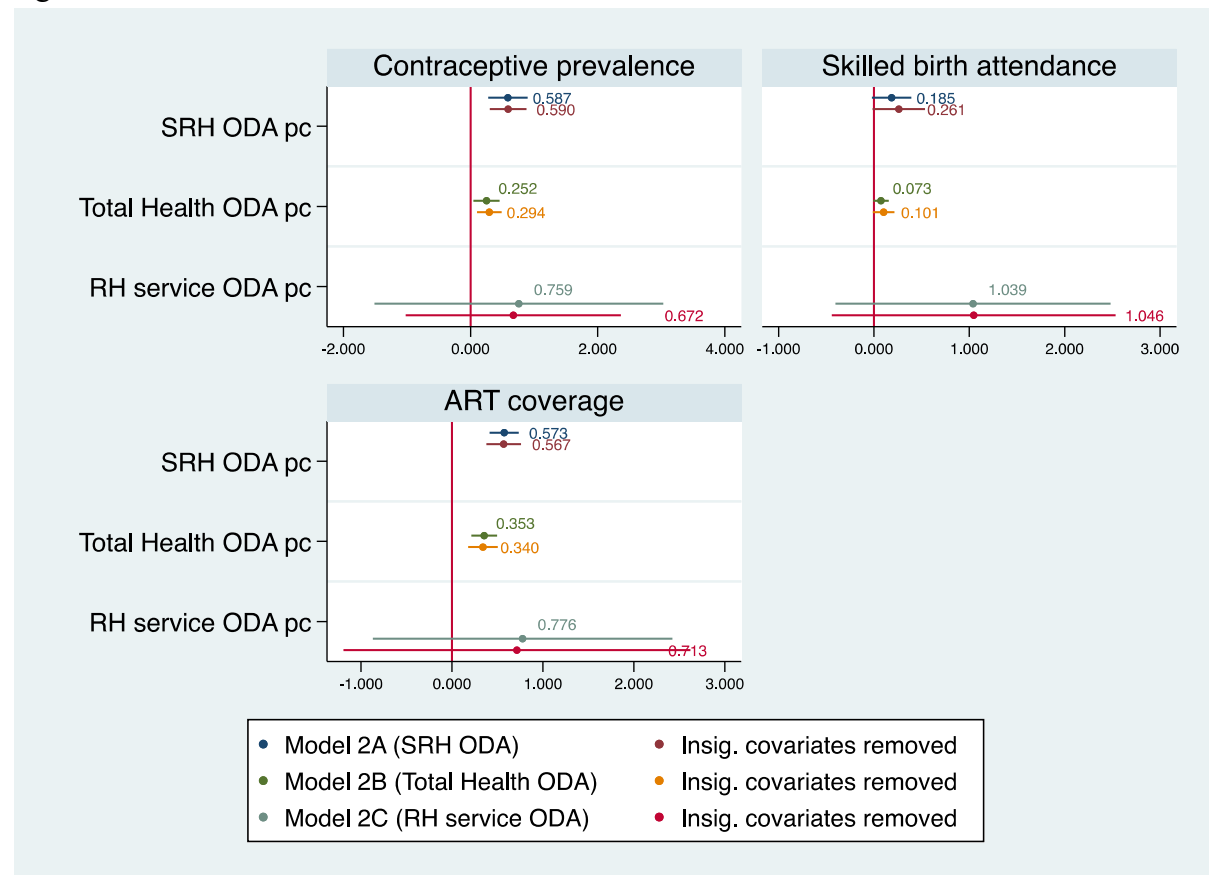 Contraceptive prevalence
SRH ODA pc
0.587
0.590
Total Health ODA pc
0.252
0.294
RH service ODA pc
0.759
0.672
-2.000 0.000 2.000 4.000
Skilled birth attendance
0.185
0.261
0.073
0.101
1.039
1.046
-1.000 0.000 1.000 2.000 3.000
ART coverage
SRH ODA pc
0.573
0.567
Total Health ODA pc
0.353
0.340
RH service ODA pc
0.776
0.713
-1.000 0.000 1.000 2.000 3.000
Model 2A (SRH ODA) Insig. covariates removed
Model 2B (Total Health ODA) Insig. covariates removed
Model 2C (RH service ODA) Insig. covariates removed